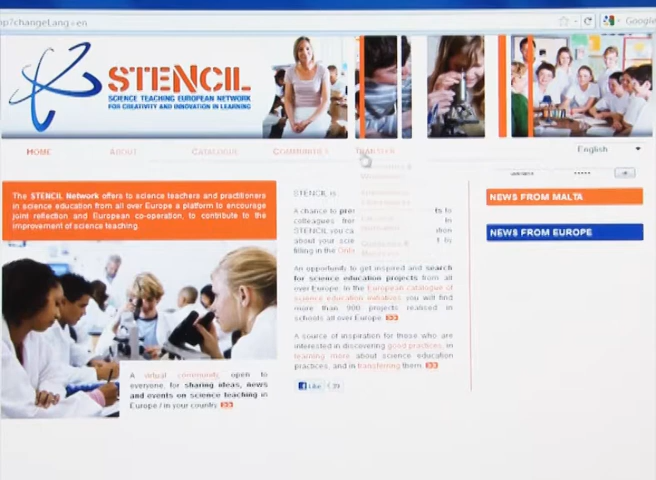 op?changeLang=en
Google
STENCIL
SCIENCE TEACHING EUROPEAN NETWORK
FOR CREATIVITY AND INNOVATION IN LEARNING
HOME ABOUT CATALOGUE COMMUNITIES
English
The STENCIL Network offers to science teachers and practitioners
in science education from all over Europe a platform to encourage
joint reflection and European co-operation, to contribute to the
improvement of science teaching.
STENCIL is
A chance to
colleagues
STENCIL you
about your
filling in the
An opportunity to get inspired and search
for science education projects from all
over Europe. In the European catalogue of
science education initiatives, you will find
more than 900 projects realised in
schools all over Europe.
A source of inspiration for those who are
interested in discovering good practices, in
learning more about science education
practices, and in transferring them.
Like
NEWS FROM MALTA
NEWS FROM EUROPE
A virtual community, open to
everyone, for sharing ideas, news
and events on science teaching in
Europe / in your country.